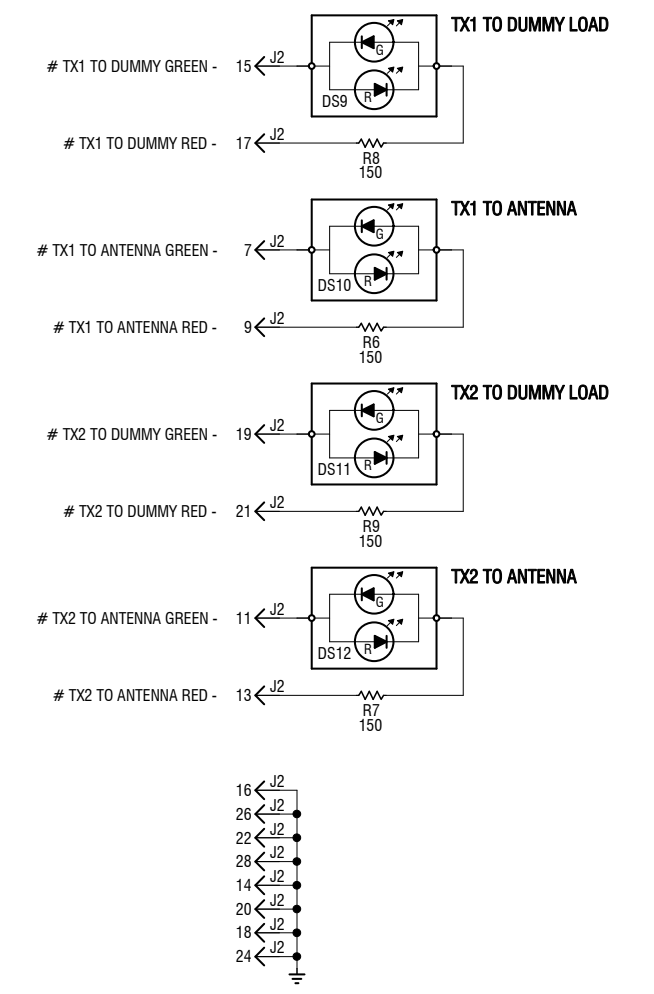 TX1 TO DUMMY LOAD
G
# TX1 TO DUMMY GREEN - 15 J2
R
DS9
# TX1 TO DUMMY RED - 17 J2
R8
150
TX1 TO ANTENNA
G
# TX1 TO ANTENNA GREEN - 7 J2
R
DS10
# TX1 TO ANTENNA RED - 9 J2
R6
150
TX2 TO DUMMY LOAD
G
# TX2 TO DUMMY GREEN - 19 J2
R
DS11
# TX2 TO DUMMY RED - 21 J2
R9
150
TX2 TO ANTENNA
G
# TX2 TO ANTENNA GREEN - 11 J2
R
DS12
# TX2 TO ANTENNA RED - 13 J2
R7
150
16 J2
26 J2
22 J2
28 J2
14 J2
20 J2
18 J2
24 J2